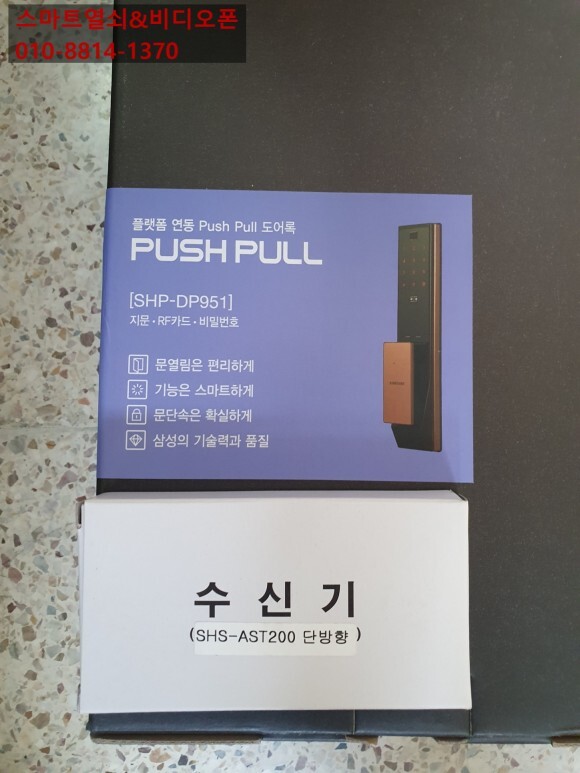 스마트열쇠&비디오폰
010-8814-1370
플랫폼 연동 Push Pull 도어록
PUSH PULL
[SHP-DP951]
지문·RF카드·비밀번호
문열림은 편리하게
기능은 스마트하게
문단속은 확실하게
삼성의 기술력과 품질
수 신 기
(SHS-AST200 단방향)